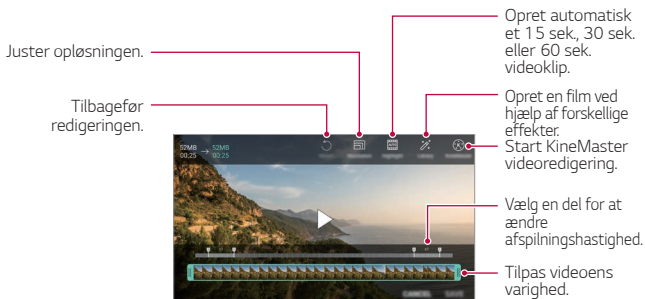 Juster opløsningen.
Tilbagefør
redigeringen.
Opret automatisk
et 15 sek., 30 sek.
eller 60 sek.
videoklip.
Opret en film ved
hjælp af forskellige
effekter.
Start KineMaster
videoredigering.
Vælg en del for at
ændre
afspilningshastighed.
Tilpas videoens
varighed.
52MB → 52MB
00:25 00:25
CANCEL SAVE